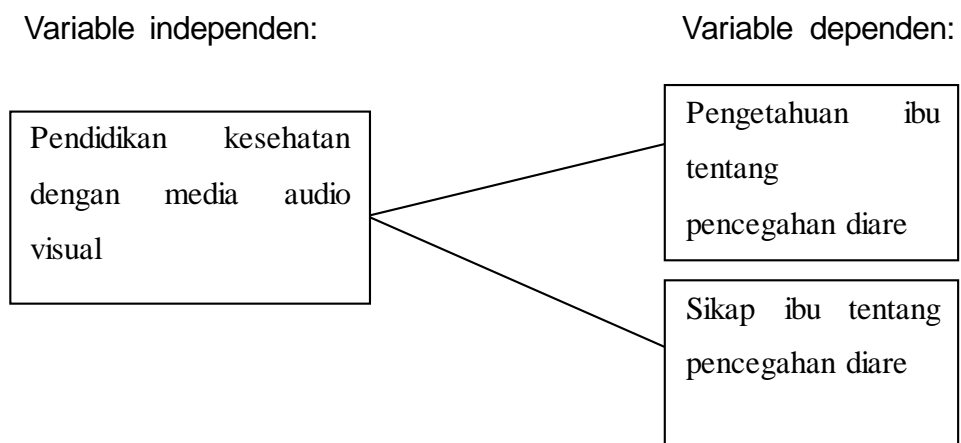 Variable independen:
Variable dependen:
Pendidikan kesehatan
dengan media audio
visual
Pengetahuan ibu
tentang
pencegahan diare
Sikap ibu tentang
pencegahan diare